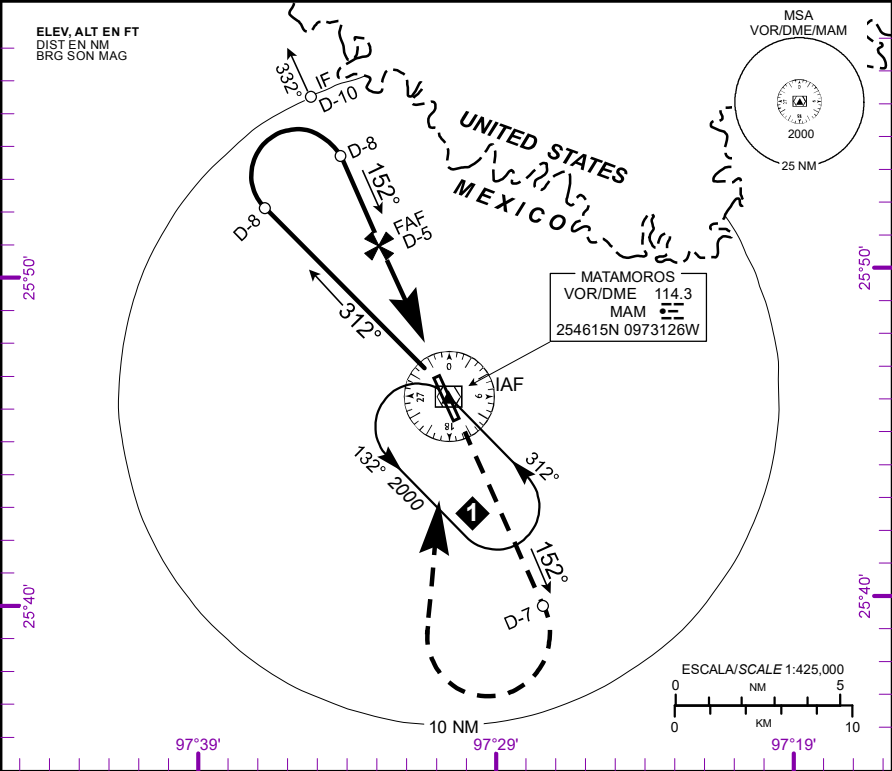 ELEV, ALT EN FT
DIST EN NM
BRG SON MAG
MSA
VOR/DME/MAM
2000
25 NM
332°
IF
D-10
D-8
152°
FAF
D-5
D-8
312°
UNITED STATES
MEXICO
MATAMOROS
VOR/DME 114.3
MAM
254615N 0973126W
25°50'
25°50'
IAF
0
9
18
27
132° 2000
312°
1
152°
D-7
25°40'
25°40'
ESCALA/SCALE 1:425,000
0 NM 5
0 KM 10
10 NM
97°39'
97°29'
97°19'